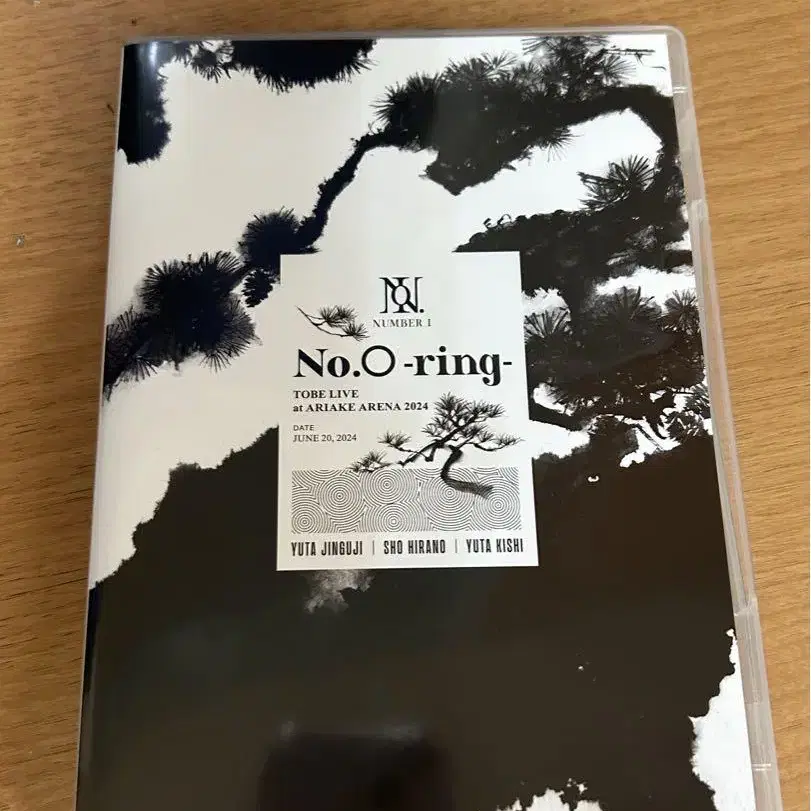 NO.
NUMBER I
No.○ -ring-
TOBE LIVE
at ARIAKE ARENA 2024
DATE
JUNE 20, 2024
YUTA JINGUJI | SHO HIRANO | YUTA KISHI